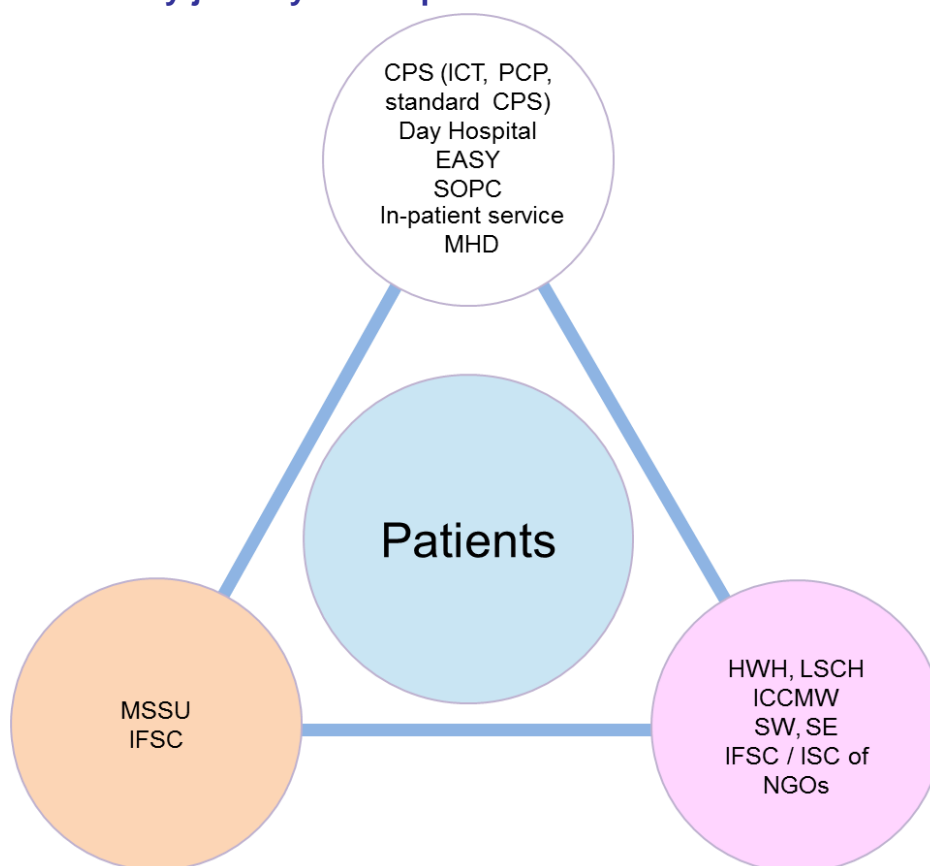 CPS (ICT, PCP,
standard CPS)
Day Hospital
EASY
SOPC
In-patient service
MHD
Patients
MSSU
IFSC
HWH, LSCH
ICCMW
SW, SE
IFSC / ISC of
NGOs